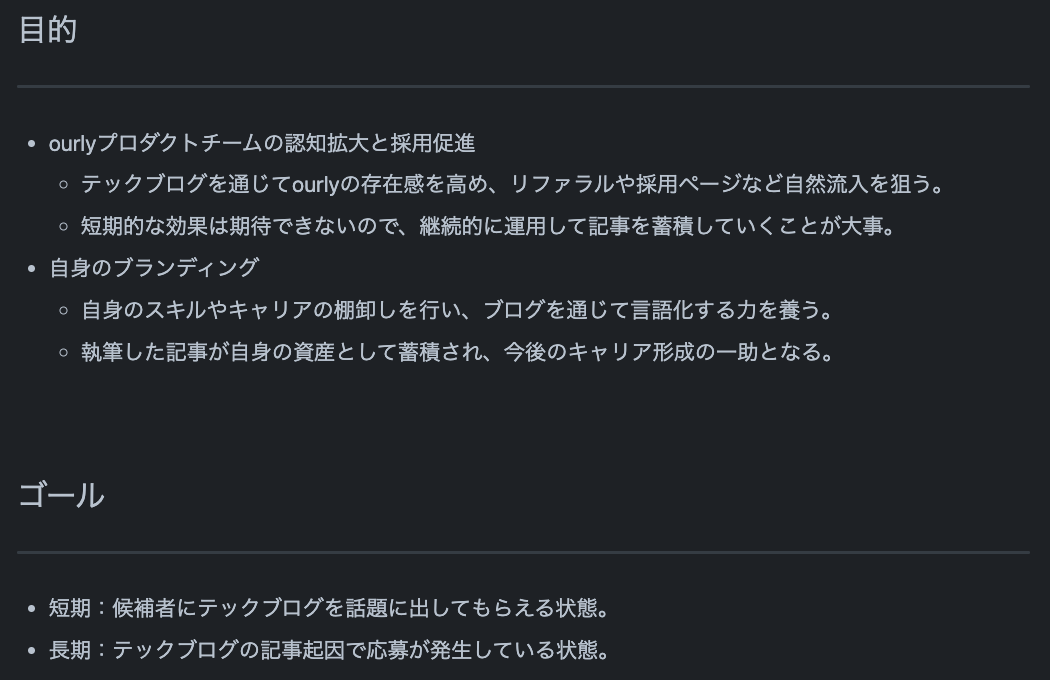 目的
ourlyプロダクトチームの認知拡大と採用促進
テックブログを通じてourlyの存在感を高め、リファラルや採用ページなど自然流入を狙う。
短期的な効果は期待できないので、継続的に運用して記事を蓄積していくことが大事。
自身のブランディング
自身のスキルやキャリアの棚卸しを行い、ブログを通じて言語化する力を養う。
執筆した記事が自身の資産として蓄積され、今後のキャリア形成の一助となる。
ゴール
短期：候補者にテックブログを話題に出してもらえる状態。
長期：テックブログの記事起因で応募が発生している状態。